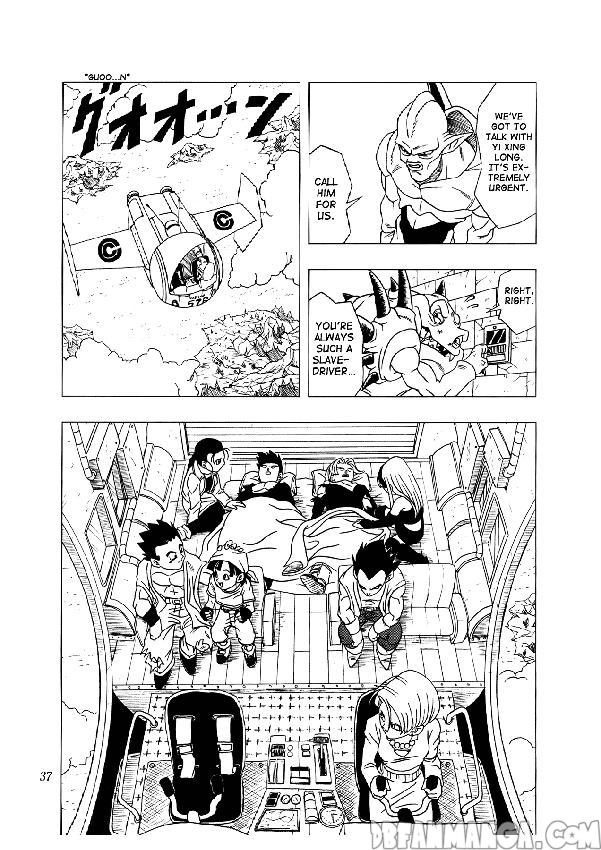 WE'VE
GOT TO
TALK WITH
YI XING
LONG.
IT'S EX-
TREMELY
URGENT.
CALL
HIM FOR
US.
RIGHT,
RIGHT.
YOU'RE
ALWAYS
SUCH A
SLAVE-
DRIVER...
"GUOO...N"
グオオ…ン
C
C
37
DBFANMANGA.COM